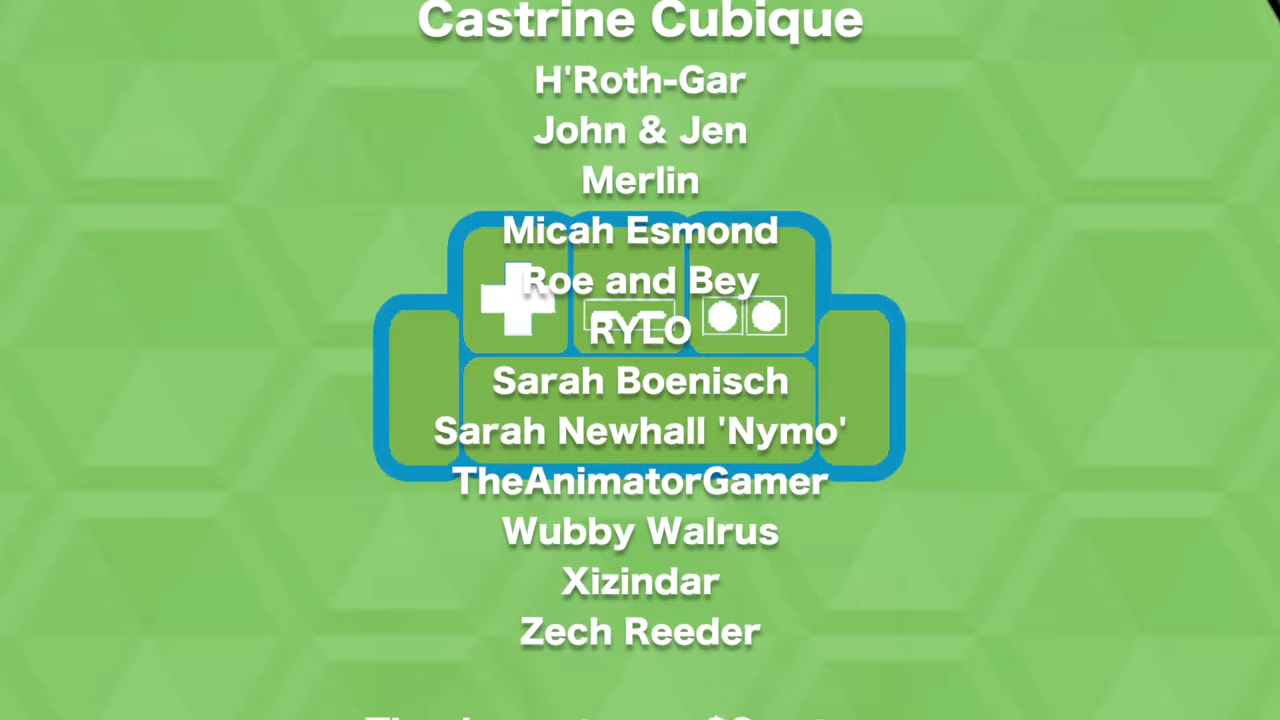 Castrine Cubique
H'Roth-Gar
John & Jen
Merlin
Micah Esmond
Roe and Bey
RYLO
Sarah Boenisch
Sarah Newhall 'Nymo'
TheAnimatorGamer
Wubby Walrus
Xizindar
Zech Reeder